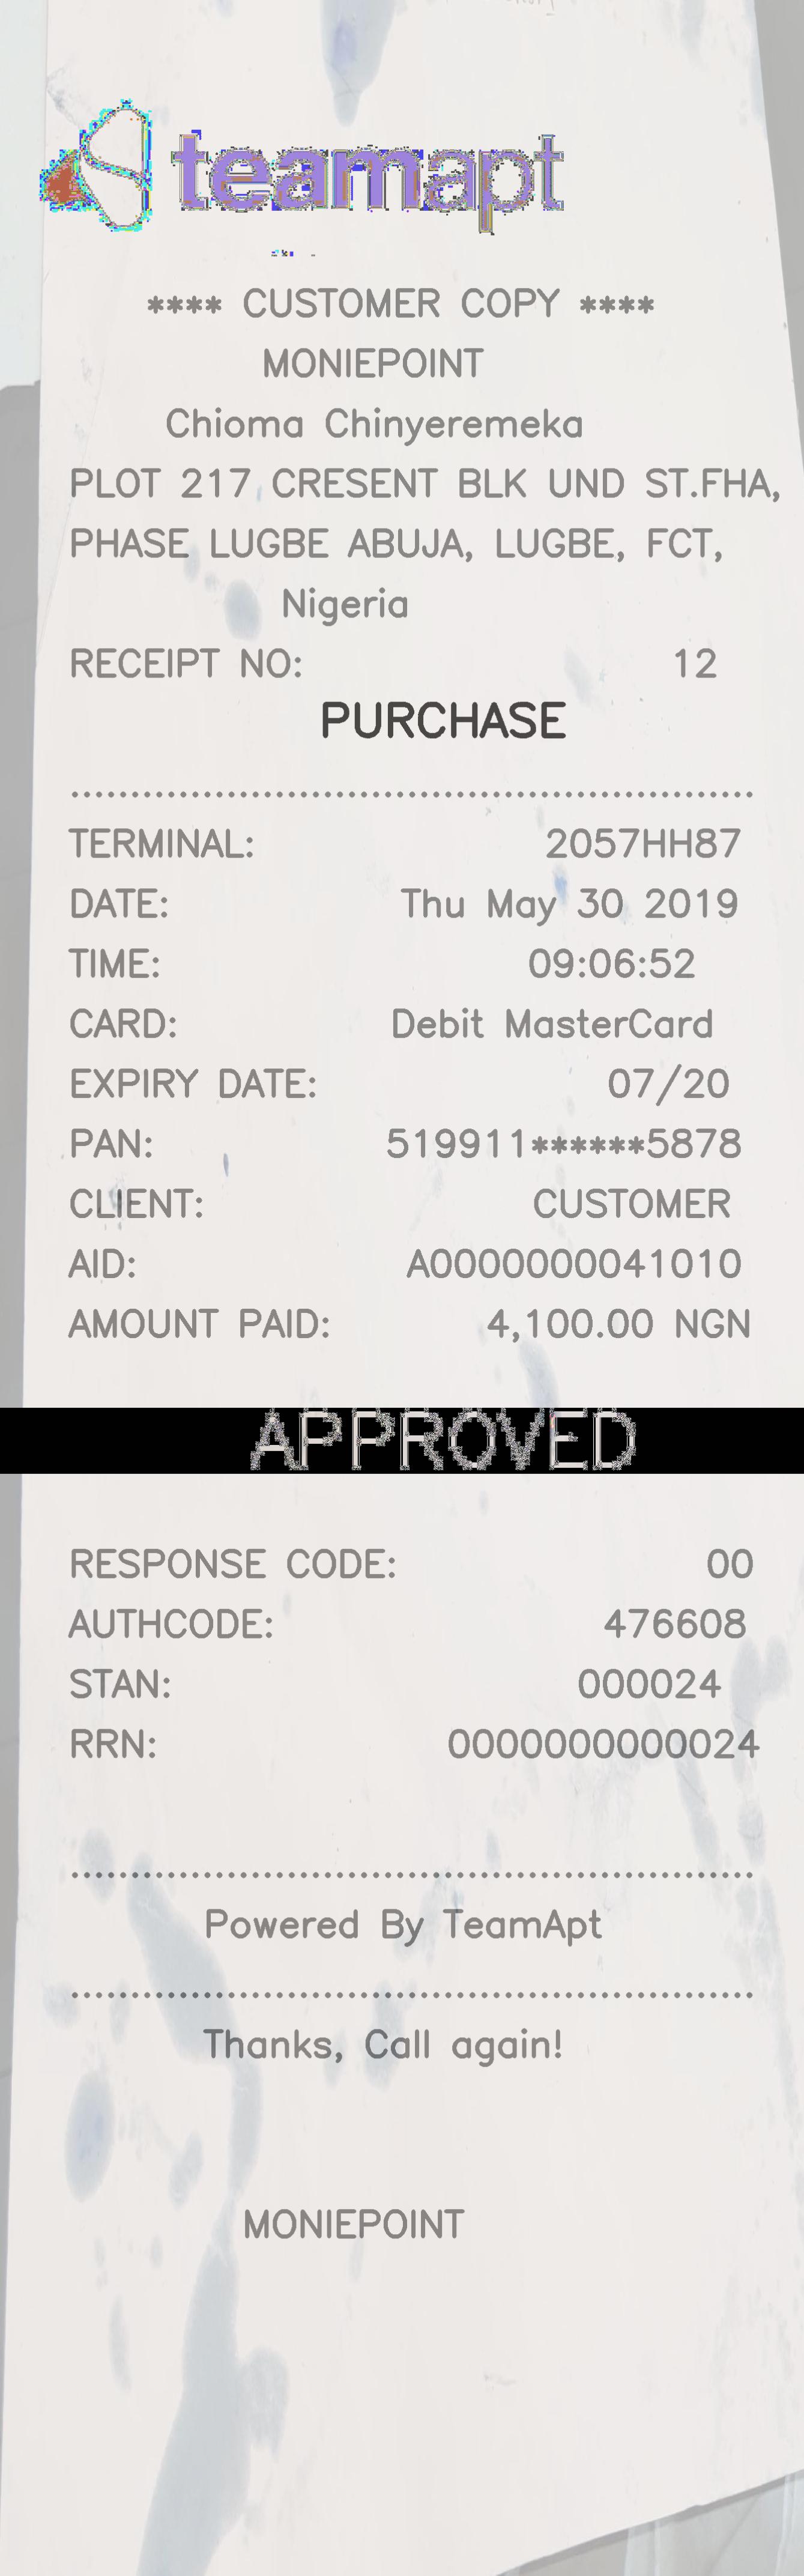 teamapt
**** CUSTOMER COPY ****
MONIEPOINT
Chioma Chinyeremeka
PLOT 217 CRESENT BLK UND ST.FHA,
PHASE LUGBE ABUJA, LUGBE, FCT,
Nigeria
RECEIPT NO: 12
PURCHASE
TERMINAL: 2057HH87
DATE: Thu May 30 2019
TIME: 09:06:52
CARD: Debit MasterCard
EXPIRY DATE: 07/20
PAN: 519911******5878
CLIENT: CUSTOMER
AID: A0000000041010
AMOUNT PAID: 4,100.00 NGN
APPROVED
RESPONSE CODE: 00
AUTHCODE: 476608
STAN: 000024
RRN: 0000000000024
Powered By TeamApt
Thanks, Call again!
MONIEPOINT